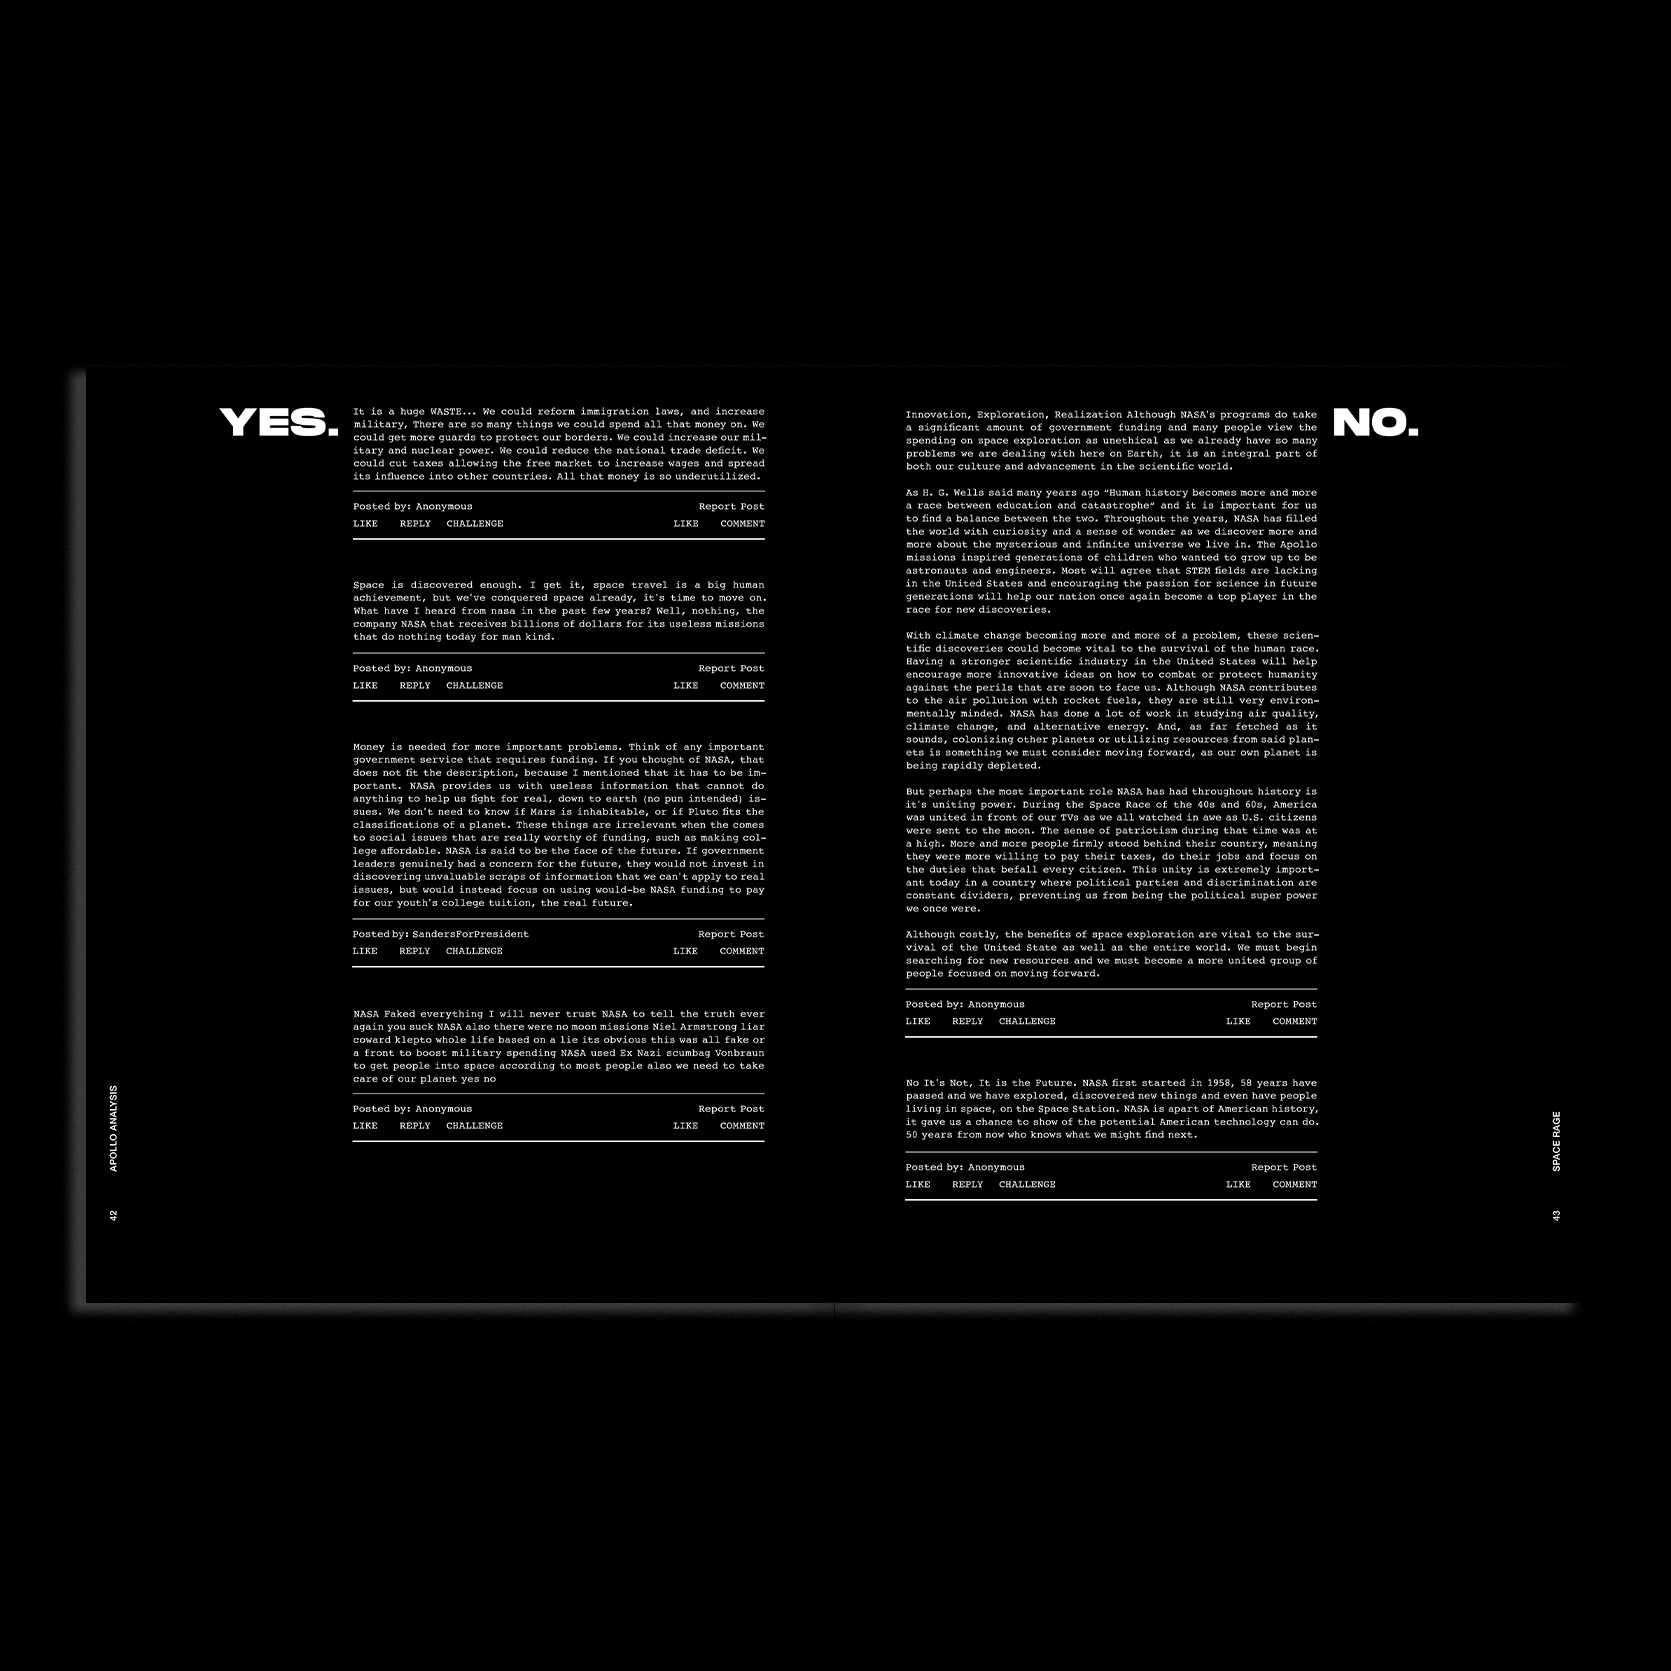 YES.
It is a huge WASTE... We could reform immigration laws, and increase
military, There are so many things we could spend all that money on. We
could get more guards to protect our borders. We could increase our mil-
itary and nuclear power. We could reduce the national trade deficit. We
could cut taxes allowing the free market to increase wages and spread
its influence into other countries. All that money is so underutilized.
Posted by: Anonymous Report Post
LIKE REPLY CHALLENGE LIKE COMMENT
Space is discovered enough. I get it, space travel is a big human
achievement, but we've conquered space already, it's time to move on.
What have I heard from nasa in the past few years? Well, nothing, the
company NASA that receives billions of dollars for its useless missions
that do nothing today for man kind.
Posted by: Anonymous Report Post
LIKE REPLY CHALLENGE LIKE COMMENT
Money is needed for more important problems. Think of any important
government service that requires funding. If you thought of NASA, that
does not fit the description, because I mentioned that it has to be im-
portant. NASA provides us with useless information that cannot do
anything to help us fight for real, down to earth (no pun intended) is-
sues. We don't need to know if Mars is inhabitable, or if Pluto fits the
classifications of a planet. These things are irrelevant when the comes
to social issues that are really worthy of funding, such as making col-
lege affordable. NASA is said to be the face of the future. If government
leaders genuinely had a concern for the future, they would not invest in
discovering unvaluable scraps of information that we can't apply to real
issues, but would instead focus on using would-be NASA funding to pay
for our youth's college tuition, the real future.
Posted by: SandersForPresident Report Post
LIKE REPLY CHALLENGE LIKE COMMENT
NASA Faked everything I will never trust NASA to tell the truth ever
again you suck NASA also there were no moon missions Niel Armstrong liar
coward klepto whole life based on a lie its obvious this was all fake or
a front to boost military spending NASA used Ex Nazi scumbag Vonbraun
to get people into space according to most people also we need to take
care of our planet yes no
Posted by: Anonymous Report Post
LIKE REPLY CHALLENGE LIKE COMMENT
APOLLO ANALYSIS
42
NO.
Innovation, Exploration, Realization Although NASA's programs do take
a significant amount of government funding and many people view the
spending on space exploration as unethical as we already have so many
problems we are dealing with here on Earth, it is an integral part of
both our culture and advancement in the scientific world.
As H. G. Wells said many years ago "Human history becomes more and more
a race between education and catastrophe" and it is important for us
to find a balance between the two. Throughout the years, NASA has filled
the world with curiosity and a sense of wonder as we discover more and
more about the mysterious and infinite universe we live in. The Apollo
missions inspired generations of children who wanted to grow up to be
astronauts and engineers. Most will agree that STEM fields are lacking
in the United States and encouraging the passion for science in future
generations will help our nation once again become a top player in the
race for new discoveries.
With climate change becoming more and more of a problem, these scien-
tific discoveries could become vital to the survival of the human race.
Having a stronger scientific industry in the United States will help
encourage more innovative ideas on how to combat or protect humanity
against the perils that are soon to face us. Although NASA contributes
to the air pollution with rocket fuels, they are still very environ-
mentally minded. NASA has done a lot of work in studying air quality,
climate change, and alternative energy. And, as far fetched as it
sounds, colonizing other planets or utilizing resources from said plan-
ets is something we must consider moving forward, as our own planet is
being rapidly depleted.
But perhaps the most important role NASA has had throughout history is
it's uniting power. During the Space Race of the 40s and 60s, America
was united in front of our TVs as we all watched in awe as U.S. citizens
were sent to the moon. The sense of patriotism during that time was at
a high. More and more people firmly stood behind their country, meaning
they were more willing to pay their taxes, do their jobs and focus on
the duties that befall every citizen. This unity is extremely import-
ant today in a country where political parties and discrimination are
constant dividers, preventing us from being the political super power
we once were.
Although costly, the benefits of space exploration are vital to the sur-
vival of the United State as well as the entire world. We must begin
searching for new resources and we must become a more united group of
people focused on moving forward.
Posted by: Anonymous Report Post
LIKE REPLY CHALLENGE LIKE COMMENT
No It's Not, It is the Future. NASA first started in 1958, 58 years have
passed and we have explored, discovered new things and even have people
living in space, on the Space Station. NASA is apart of American history,
it gave us a chance to show of the potential American technology can do.
50 years from now who knows what we might find next.
Posted by: Anonymous Report Post
LIKE REPLY CHALLENGE LIKE COMMENT
SPACE RAGE
43